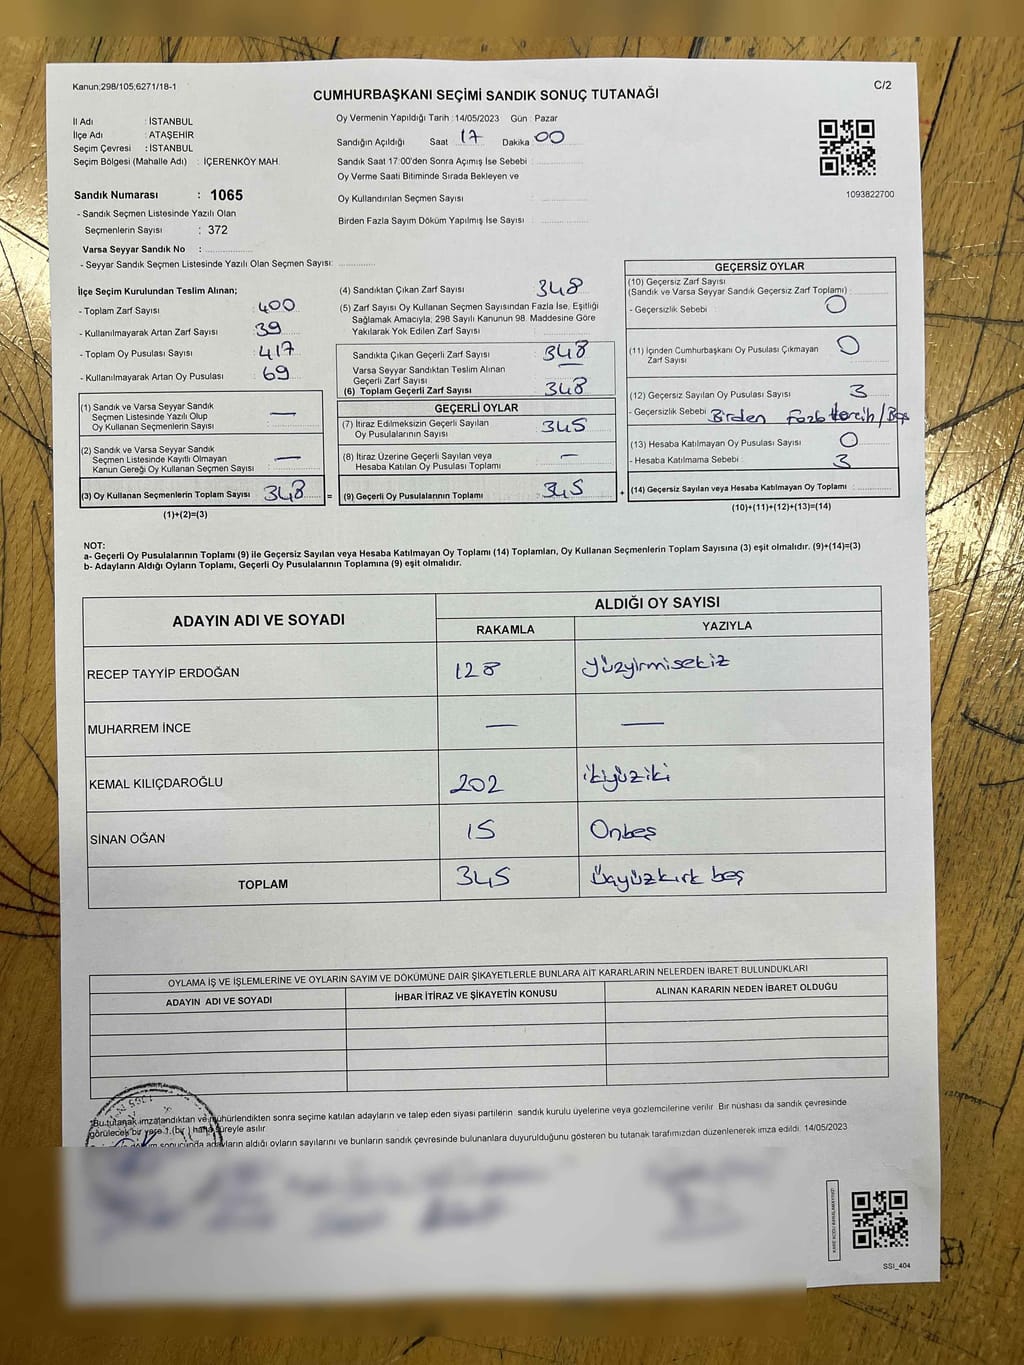 Kanun;298/105;6271/18-1
C/2
CUMHURBAŞKANI SEÇİMİ SANDIK SONUÇ TUTANAĞI
İl Adı : İSTANBUL
İlçe Adı : ATAŞEHİR
Seçim Çevresi : İSTANBUL
Seçim Bölgesi (Mahalle Adı) : İÇERENKÖY MAH.
Sandık Numarası : 1065
- Sandık Seçmen Listesinde Yazılı Olan
Seçmenlerin Sayısı : 372
Varsa Seyyar Sandık No :
- Seyyar Sandık Seçmen Listesinde Yazılı Olan Seçmen Sayısı:
Oy Vermenin Yapıldığı Tarih : 14/05/2023 Gün : Pazar
Sandığın Açıldığı Saat 17 Dakika 00
Sandık Saat 17:00'den Sonra Açımış İse Sebebi :
Oy Verme Saati Bitiminde Sırada Bekleyen ve
Oy Kullandırılan Seçmen Sayısı :
Birden Fazla Sayım Döküm Yapılmış İse Sayısı :
1093822700
İlçe Seçim Kurulundan Teslim Alınan;
- Toplam Zarf Sayısı : 400
- Kullanılmayarak Artan Zarf Sayısı : 39
- Toplam Oy Pusulası Sayısı : 417
- Kullanılmayarak Artan Oy Pusulası : 69
(1) Sandık ve Varsa Seyyar Sandık
Seçmen Listesinde Yazılı Olup
Oy Kullanan Seçmenlerin Sayısı : —
(2) Sandık ve Varsa Seyyar Sandık
Seçmen Listesinde Kayıtlı Olmayan
Kanun Gereği Oy Kullanan Seçmen Sayısı : —
(3) Oy Kullanan Seçmenlerin Toplam Sayısı : 348 =
(1)+(2)=(3)
(4) Sandıktan Çıkan Zarf Sayısı : 348
(5) Zarf Sayısı Oy Kullanan Seçmen Sayısından Fazla İse, Eşitliği
Sağlamak Amacıyla; 298 Sayılı Kanunun 98. Maddesine Göre
Yakılarak Yok Edilen Zarf Sayısı :
Sandıkta Çıkan Geçerli Zarf Sayısı : 348
Varsa Seyyar Sandıktan Teslim Alınan
Geçerli Zarf Sayısı : —
(6) Toplam Geçerli Zarf Sayısı : 348
GEÇERLİ OYLAR
(7) İtiraz Edilmeksizin Geçerli Sayılan
Oy Pusulalarının Sayısı : 345
(8) İtiraz Üzerine Geçerli Sayılan veya
Hesaba Katılan Oy Pusulası Toplamı : —
(9) Geçerli Oy Pusulalarının Toplamı : 345 +
GEÇERSİZ OYLAR
(10) Geçersiz Zarf Sayısı
(Sandık ve Varsa Seyyar Sandık Geçersiz Zarf Toplamı) :
- Geçersizlik Sebebi : 0
(11) İçinden Cumhurbaşkanı Oy Pusulası Çıkmayan
Zarf Sayısı : 0
(12) Geçersiz Sayılan Oy Pusulası Sayısı : 3
- Geçersizlik Sebebi : Birden Fazla tercih/Boş
(13) Hesaba Katılmayan Oy Pusulası Sayısı : 0
- Hesaba Katılmama Sebebi : 3
(14) Geçersiz Sayılan veya Hesaba Katılmayan Oy Toplamı :
(10)+(11)+(12)+(13)=(14)
NOT:
a- Geçerli Oy Pusulalarının Toplamı (9) ile Geçersiz Sayılan veya Hesaba Katılmayan Oy Toplamı (14) Toplamları, Oy Kullanan Seçmenlerin Toplam Sayısına (3) eşit olmalıdır. (9)+(14)=(3)
b- Adayların Aldığı Oyların Toplamı, Geçerli Oy Pusulalarının Toplamına (9) eşit olmalıdır.
ADAYIN ADI VE SOYADI
ALDIĞI OY SAYISI
RAKAMLA YAZIYLA
RECEP TAYYİP ERDOĞAN 128 Yüzyirmisekiz
MUHARREM İNCE — —
KEMAL KILIÇDAROĞLU 202 ikiyüziki
SİNAN OĞAN 15 Onbeş
TOPLAM 345 Üçyüzkırk beş
OYLAMA İŞ VE İŞLEMLERİNE VE OYLARIN SAYIM VE DÖKÜMÜNE DAİR ŞİKAYETLERLE BUNLARA AİT KARARLARIN NELERDEN İBARET BULUNDUKLARI
ADAYIN ADI VE SOYADI İHBAR İTİRAZ VE ŞİKAYETİN KONUSU ALINAN KARARIN NEDEN İBARET OLDUĞU
Bu tutanak imzalandıktan ve mühürlendikten sonra seçime katılan adayların ve talep eden siyasi partilerin sandık kurulu üyelerine veya gözlemcilerine verilir. Bir nüshası da sandık çevresinde
görülecek bir yere 1 (bir) hafta süreyle asılır.
sonucunda adayların aldığı oyların sayılarını ve bunların sandık çevresinde bulunanlara duyurulduğunu gösteren bu tutanak tarafımızdan düzenlenerek imza edildi. 14/05/2023
SSI_404